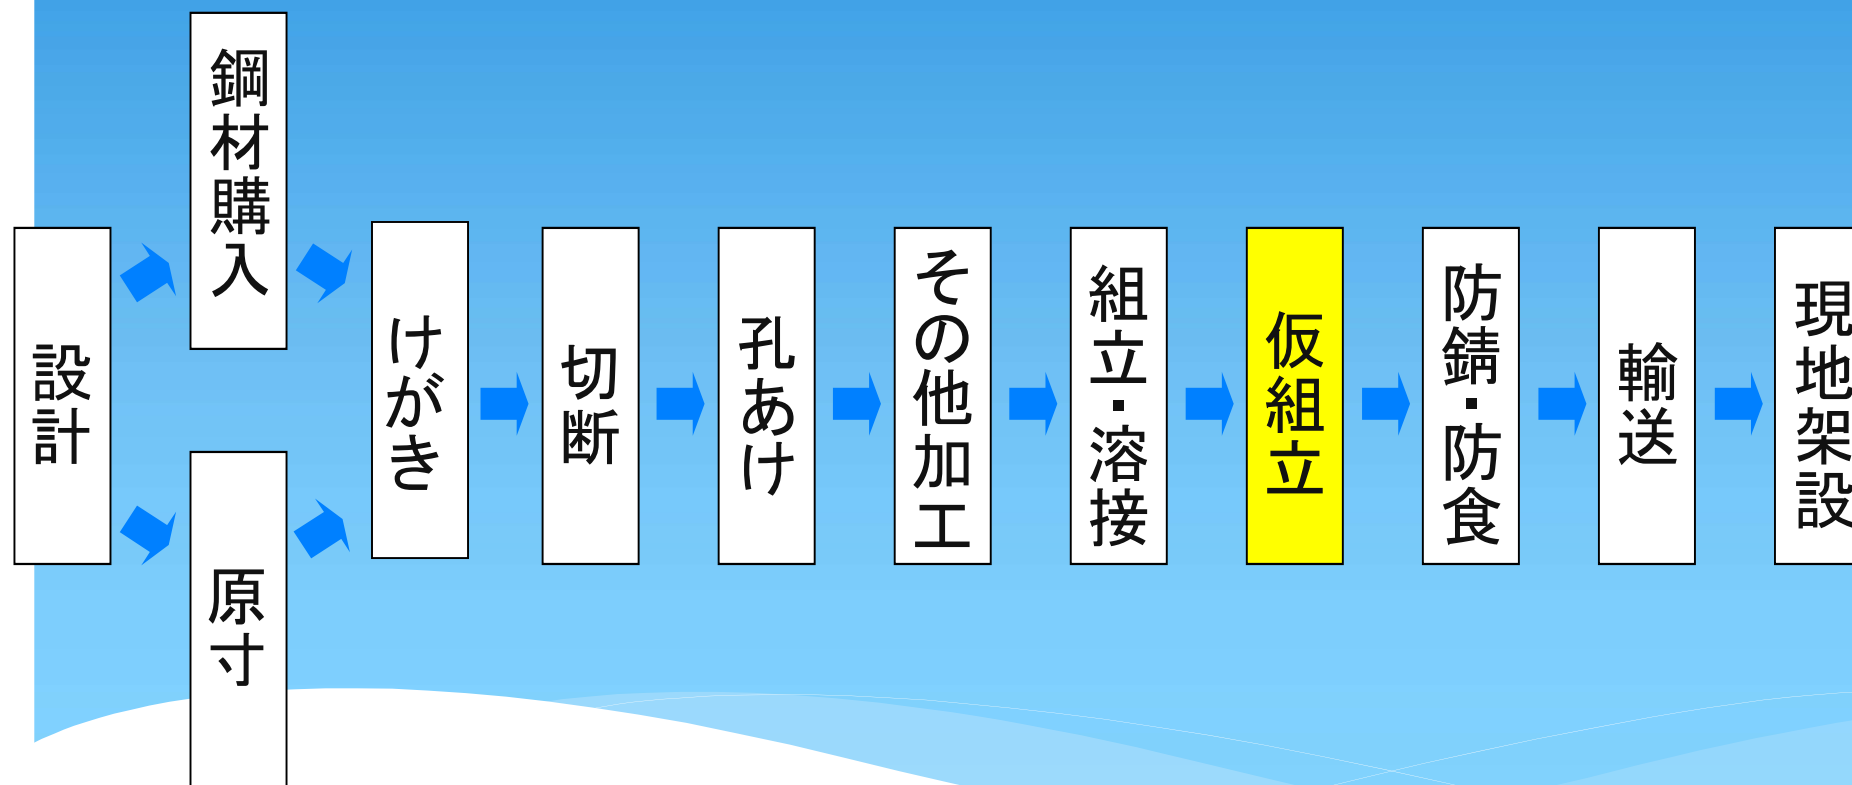 設計
鋼材購入
原寸
けがき
切断
孔あけ
その他加工
組立・溶接
仮組立
防錆・防食
輸送
現地架設